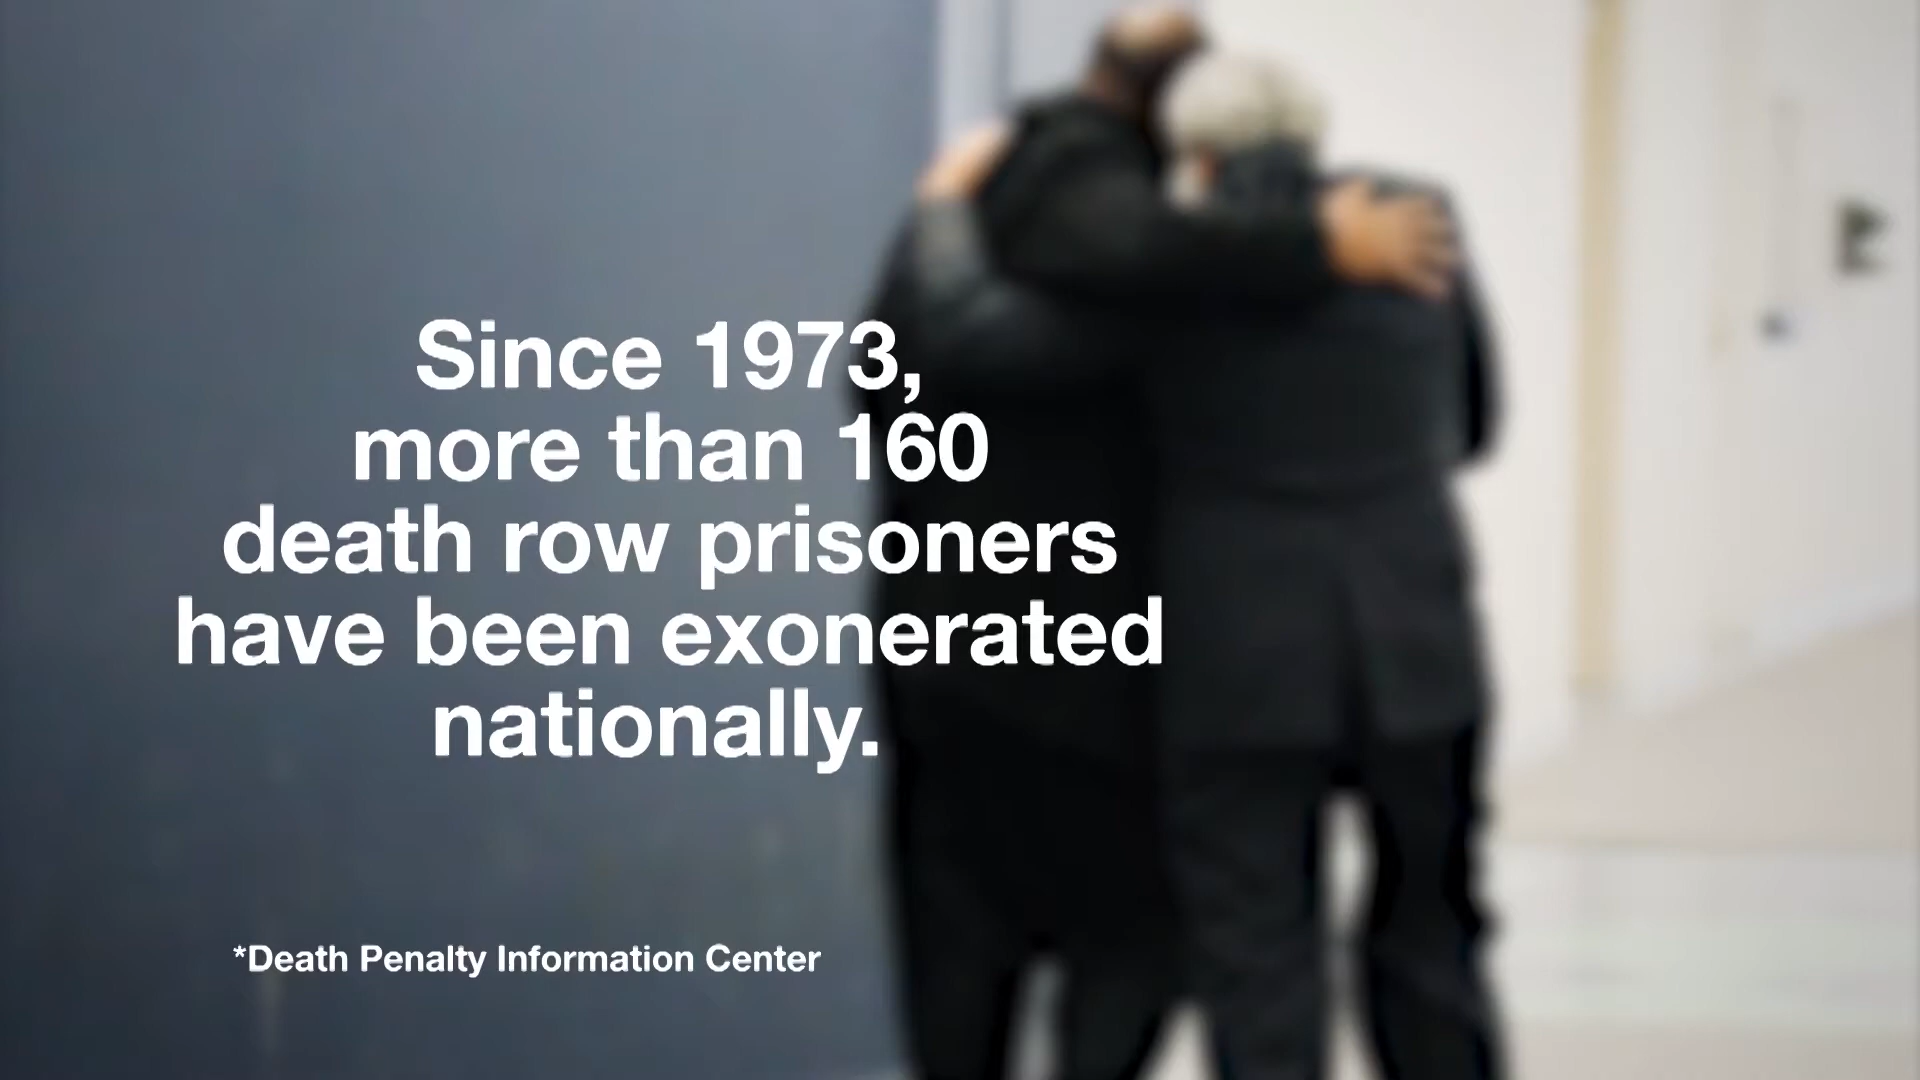 Since 1973,
more than 160
death row prisoners
have been exonerated
nationally.
*Death Penalty Information Center